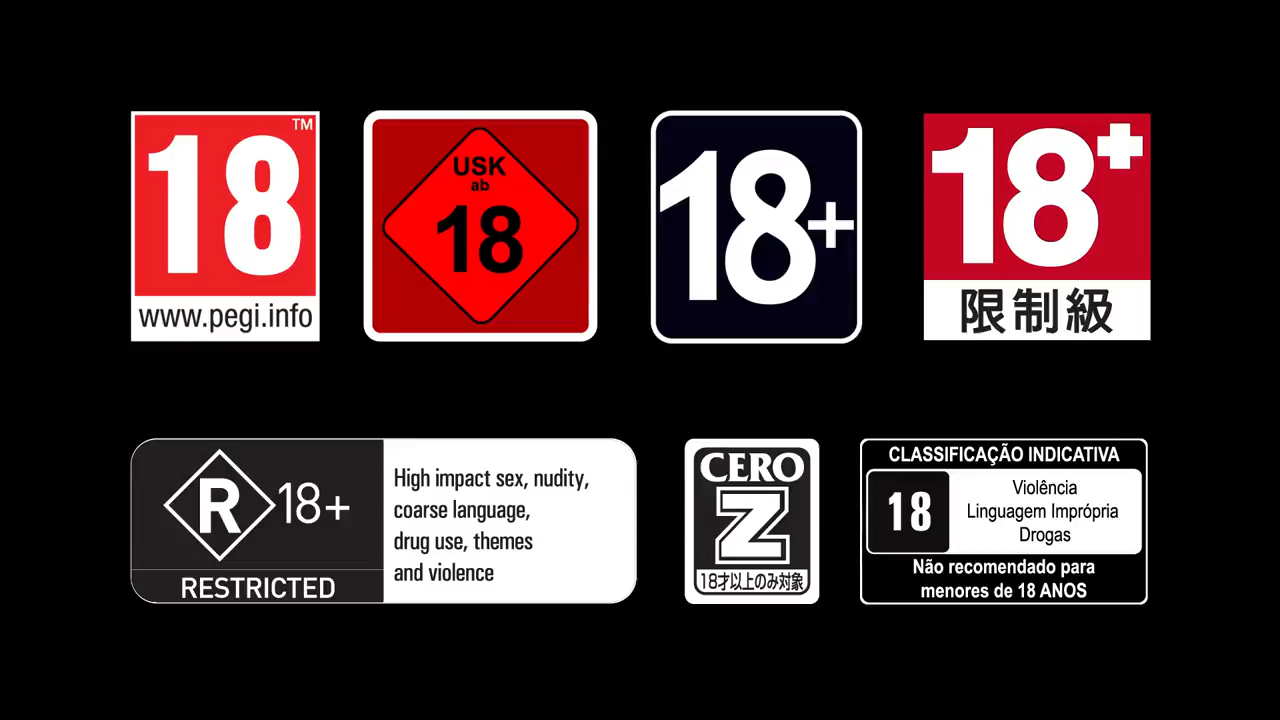 18
TM
www.pegi.info
USK
ab
18
18+
18+
限制級
R 18+
RESTRICTED
High impact sex, nudity,
coarse language,
drug use, themes
and violence
CERO
Z
18才以上のみ対象
CLASSIFICAÇÃO INDICATIVA
18
Violência
Linguagem Imprópria
Drogas
Não recomendado para
menores de 18 ANOS